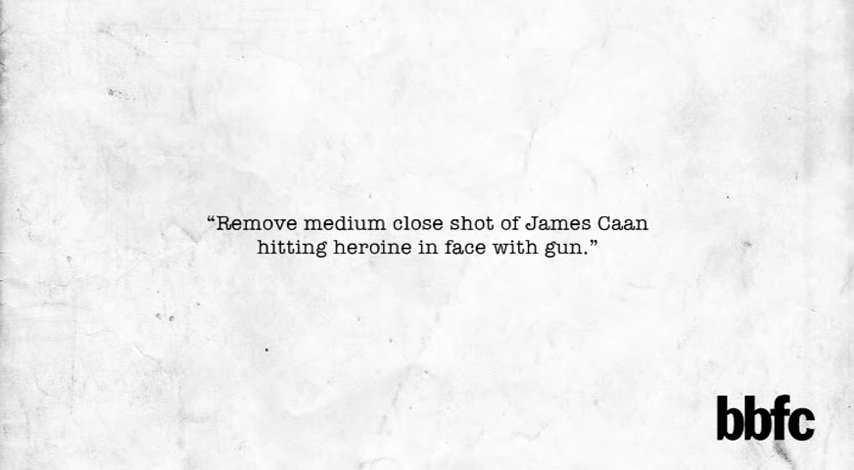 “Remove medium close shot of James Caan
hitting heroine in face with gun.”
bbfc